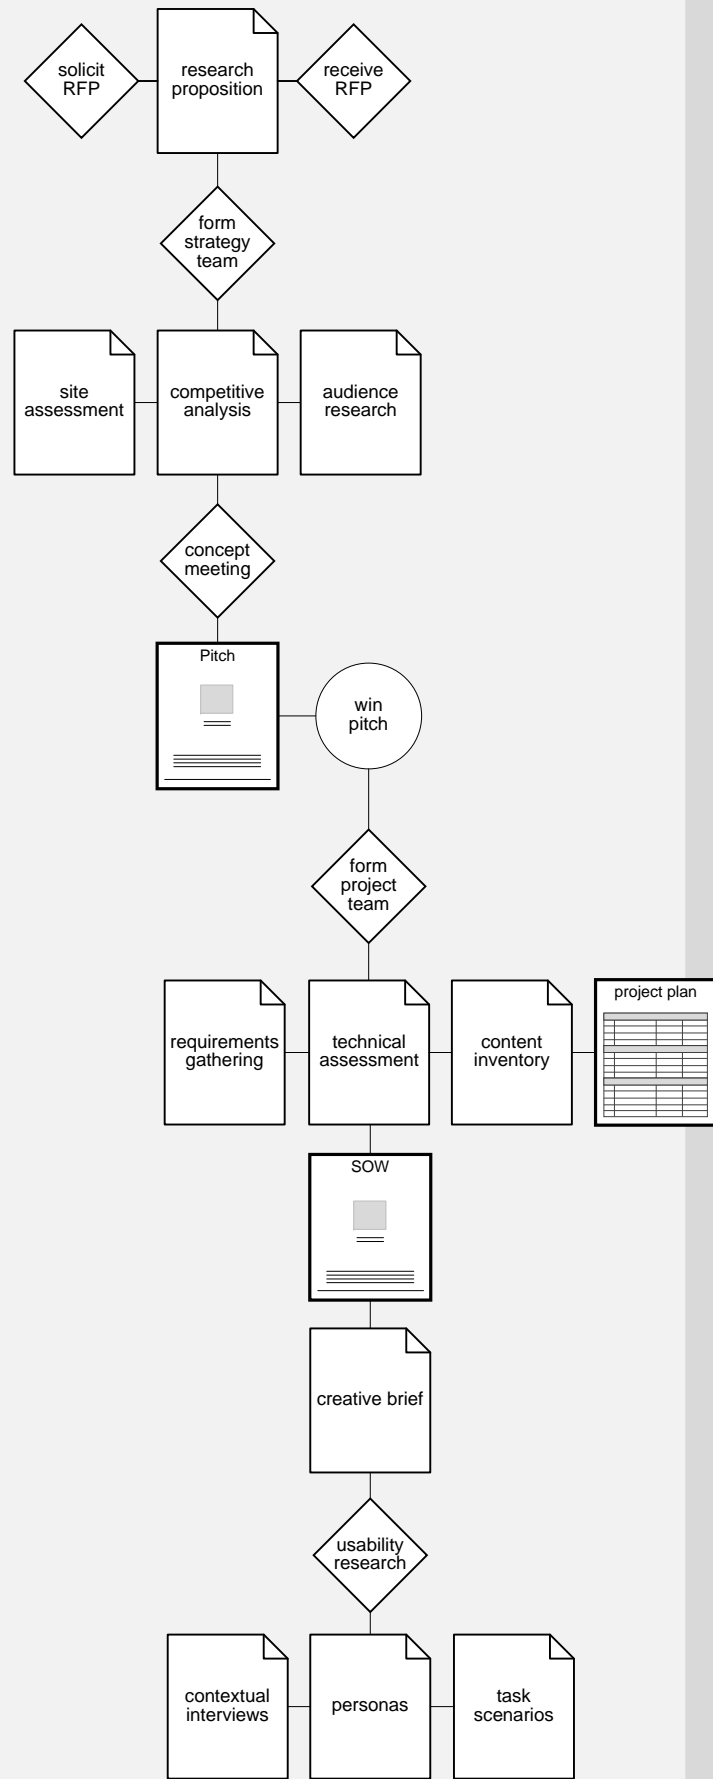 solicit
RFP
research
proposition
receive
RFP
form
strategy
team
site
assessment
competitive
analysis
audience
research
concept
meeting
Pitch
win
pitch
form
project
team
requirements
gathering
technical
assessment
content
inventory
project plan
SOW
creative brief
usability
research
contextual
interviews
personas
task
scenarios